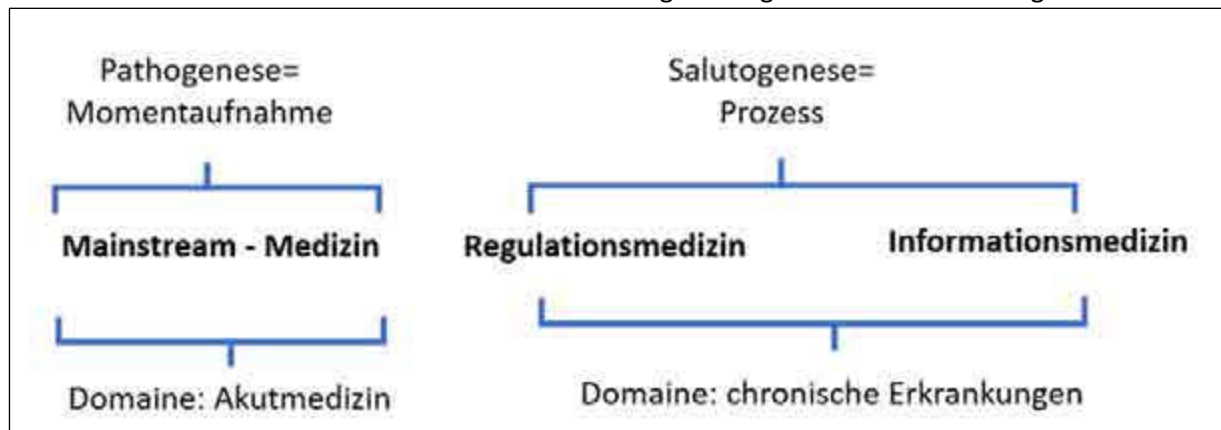 Pathogenese=
Momentaufnahme
Salutogenese=
Prozess
Mainstream - Medizin
Regulationsmedizin
Informationsmedizin
Domaine: Akutmedizin
Domaine: chronische Erkrankungen